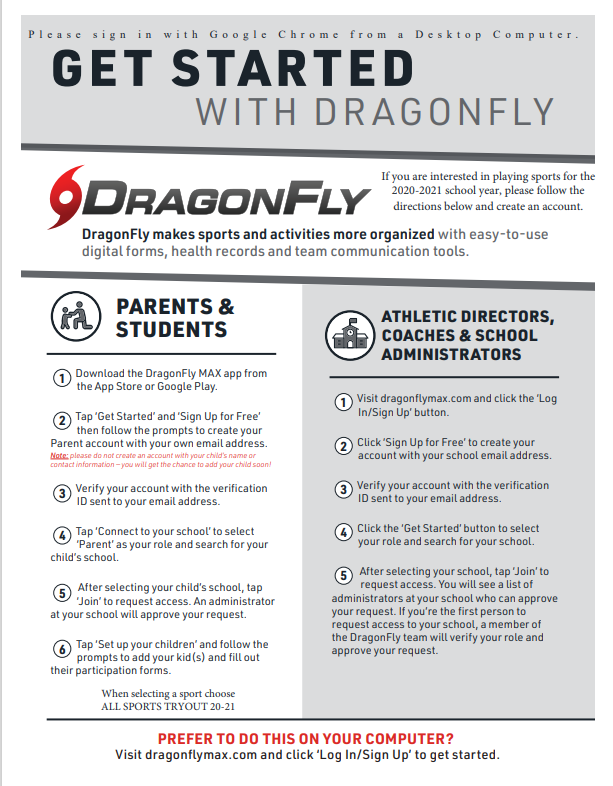 Please sign in with Google Chrome from a Desktop Computer.
GET STARTED
WITH DRAGONFLY
DRAGONFLY
If you are interested in playing sports for the
2020-2021 school year, please follow the
directions below and create an account.
DragonFly makes sports and activities more organized with easy-to-use
digital forms, health records and team communication tools.
PARENTS &
STUDENTS
1 Download the DragonFly MAX app from
the App Store or Google Play.
2 Tap 'Get Started' and 'Sign Up for Free'
then follow the prompts to create your
Parent account with your own email address.
Note: please do not create an account with your child's name or
contact information – you will get the chance to add your child soon!
3 Verify your account with the verification
ID sent to your email address.
4 Tap 'Connect to your school' to select
'Parent' as your role and search for your
child's school.
5 After selecting your child's school, tap
'Join' to request access. An administrator
at your school will approve your request.
6 Tap 'Set up your children' and follow the
prompts to add your kid(s) and fill out
their participation forms.
When selecting a sport choose
ALL SPORTS TRYOUT 20-21
ATHLETIC DIRECTORS,
COACHES & SCHOOL
ADMINISTRATORS
1 Visit dragonflymax.com and click the 'Log
In/Sign Up' button.
2 Click 'Sign Up for Free' to create your
account with your school email address.
3 Verify your account with the verification
ID sent to your email address.
4 Click the 'Get Started' button to select
your role and search for your school.
5 After selecting your school, tap 'Join' to
request access. You will see a list of
administrators at your school who can approve
your request. If you're the first person to
request access to your school, a member of
the DragonFly team will verify your role and
approve your request.
PREFER TO DO THIS ON YOUR COMPUTER?
Visit dragonflymax.com and click 'Log In/Sign Up' to get started.